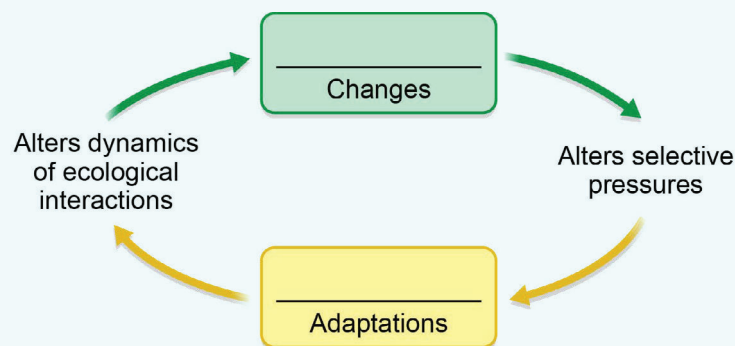 Changes
Alters dynamics
of ecological
interactions
Alters selective
pressures
Adaptations